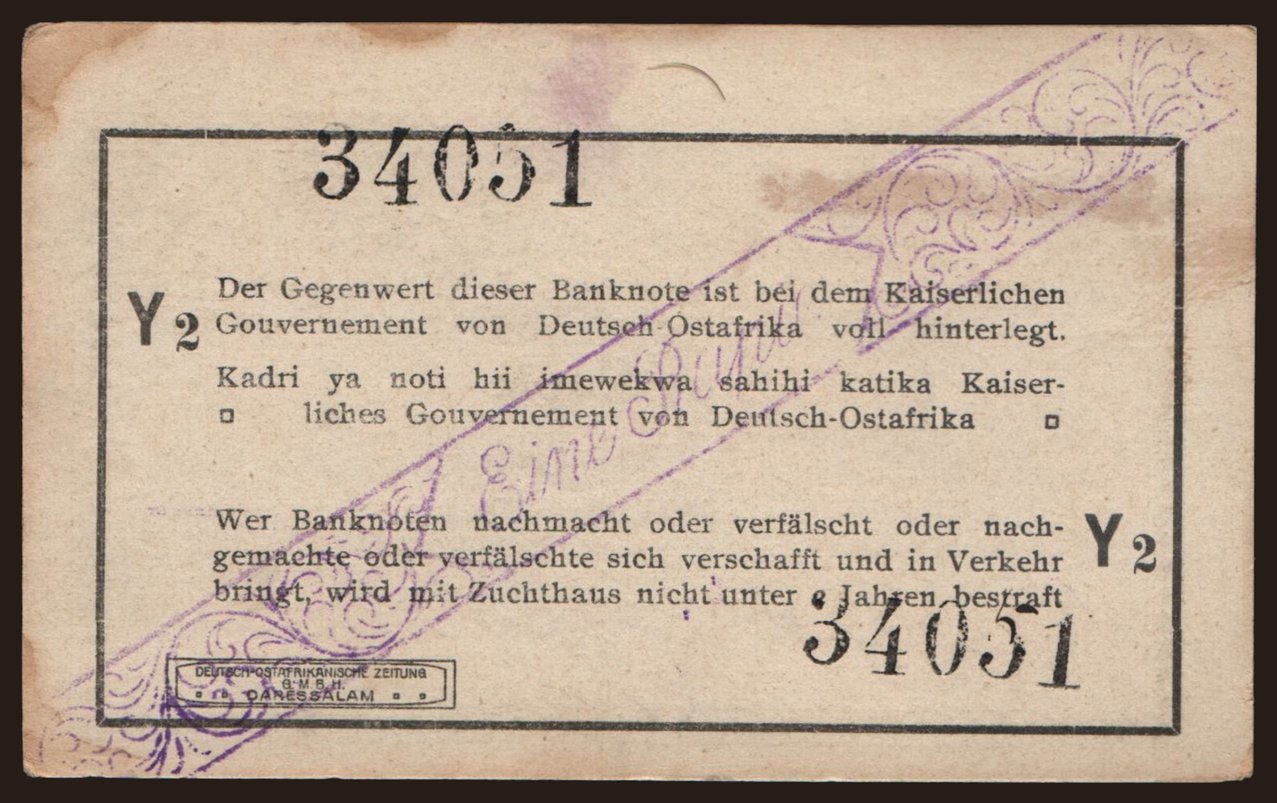 34051
Y2
Der Gegenwert dieser Banknote ist bei dem Kaiserlichen
Gouvernement von Deutsch-Ostafrika voll hinterlegt.
Kadri ya noti hii imewekwa sahihi katika Kaiser-
liches Gouvernement von Deutsch-Ostafrika
Eine Rupie
Wer Banknoten nachmacht oder verfälscht oder nach-
gemachte oder verfälschte sich verschafft und in Verkehr
bringt, wird mit Zuchthaus nicht unter 2 Jahren bestraft
Y2
34051
DEUTSCH-OSTAFRIKANISCHE ZEITUNG
G.M.B.H.
DARESSALAM